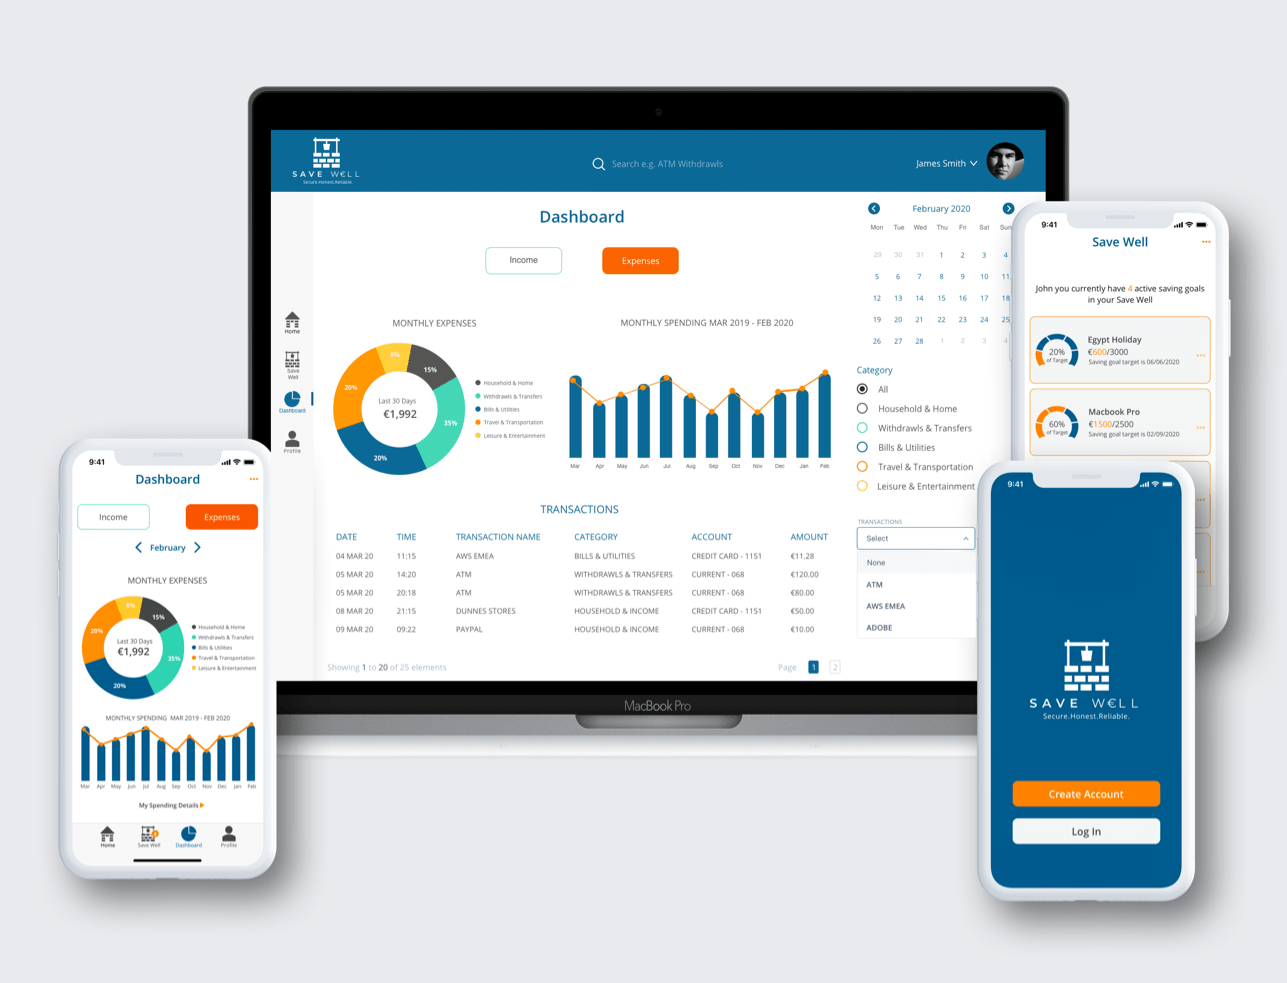 SAVE W€LL
Secure.Honest.Reliable.
Search e.g. ATM Withdrawls
James Smith
Dashboard
Income
Expenses
Home
Save
Well
Dashboard
Profile
MONTHLY EXPENSES
15%
35%
20%
20%
Last 30 Days
€1,992
Household & Home
Withdrawls & Transfers
Bills & Utilities
Travel & Transportation
Leisure & Entertainment
MONTHLY SPENDING MAR 2019 - FEB 2020
Mar Apr May Jun Jul Aug Sep Oct Nov Dec Jan Feb
February 2020
Mon Tue Wed Thu Fri Sat Sun
29 30 31 1 2 3 4
5 6 7 8 9 10 11
12 13 14 15 16 17 18
19 20 21 22 23 24 25
26 27 28 1 2 3 4
Category
All
Household & Home
Withdrawls & Transfers
Bills & Utilities
Travel & Transportation
Leisure & Entertainment
TRANSACTIONS
Select
None
ATM
AWS EMEA
ADOBE
TRANSACTIONS
DATE TIME TRANSACTION NAME CATEGORY ACCOUNT AMOUNT
04 MAR 20 11:15 AWS EMEA BILLS & UTILITIES CREDIT CARD - 1151 €11.28
05 MAR 20 14:20 ATM WITHDRAWLS & TRANSFERS CURRENT - 068 €120.00
05 MAR 20 20:18 ATM WITHDRAWLS & TRANSFERS CURRENT - 068 €80.00
08 MAR 20 21:15 DUNNES STORES HOUSEHOLD & INCOME CREDIT CARD - 1151 €50.00
09 MAR 20 09:22 PAYPAL HOUSEHOLD & INCOME CURRENT - 068 €10.00
Showing 1 to 20 of 25 elements
Page 1 2
MacBook Pro
9:41
Save Well
John you currently have 4 active saving goals
in your Save Well
20%
of Target
Egypt Holiday
€600/3000
Saving goal target is 06/06/2020
60%
of Target
Macbook Pro
€1500/2500
Saving goal target is 02/09/2020
9:41
Dashboard
Income
Expenses
February
MONTHLY EXPENSES
15%
35%
20%
20%
Last 30 Days
€1,992
Household & Home
Withdrawls & Transfers
Bills & Utilities
Travel & Transportation
Leisure & Entertainment
MONTHLY SPENDING MAR 2019 - FEB 2020
Mar Apr May Jun Jul Aug Sep Oct Nov Dec Jan Feb
My Spending Details
Home
Save Well
Dashboard
Profile
9:41
SAVE W€LL
Secure.Honest.Reliable.
Create Account
Log In